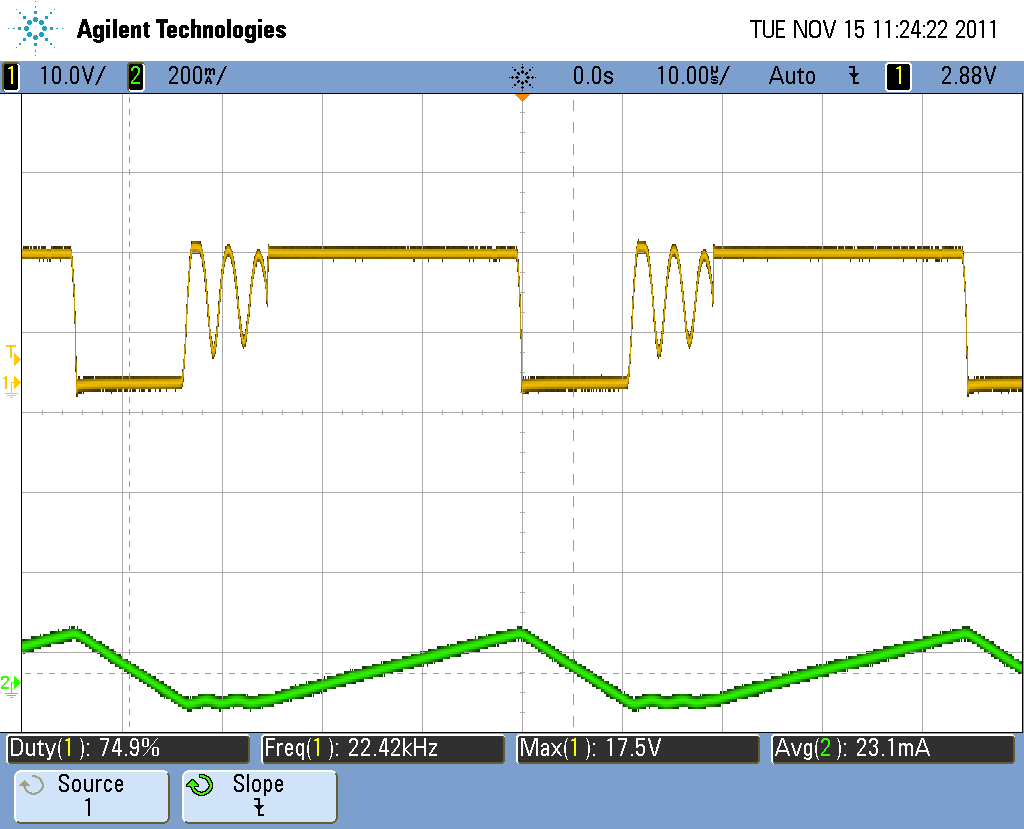 Agilent Technologies TUE NOV 15 11:24:22 2011
1 10.0V/ 2 200mA/ 0.0s 10.00µs/ Auto 1 2.88V
T
1
2
Duty(1): 74.9% Freq(1): 22.42kHz Max(1): 17.5V Avg(2): 23.1mA
Source Slope
1